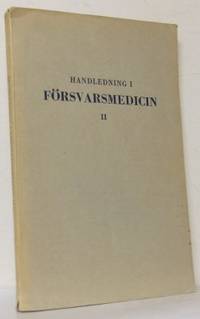 HANDLEDNING I
FÖRSVARSMEDICIN
II